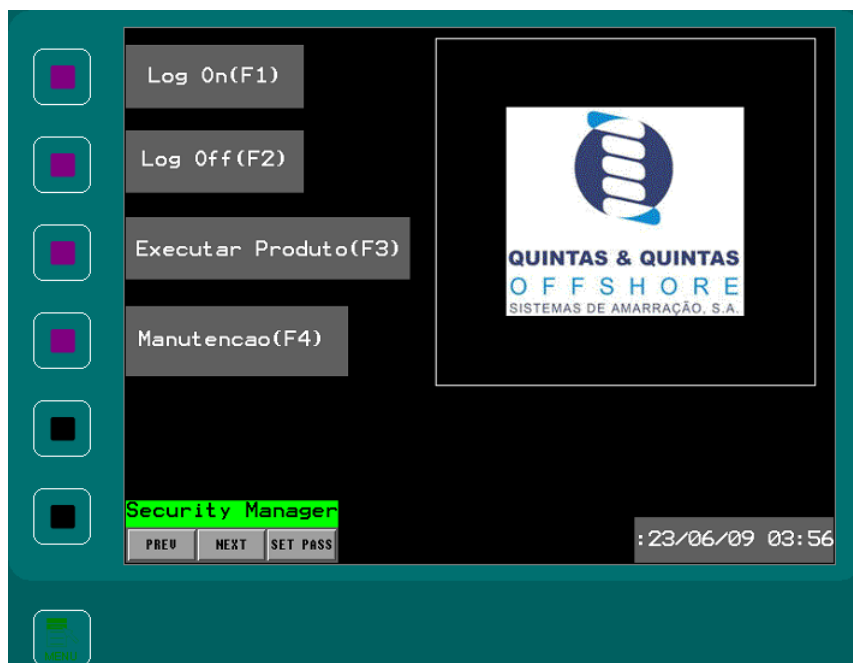 Log On(F1)
Log Off(F2)
Executar Produto(F3)
Manutencao(F4)
QUINTAS & QUINTAS
OFFSHORE
SISTEMAS DE AMARRAÇÃO, S.A.
Security Manager
PREV NEXT SET PASS
:23/06/09 03:56